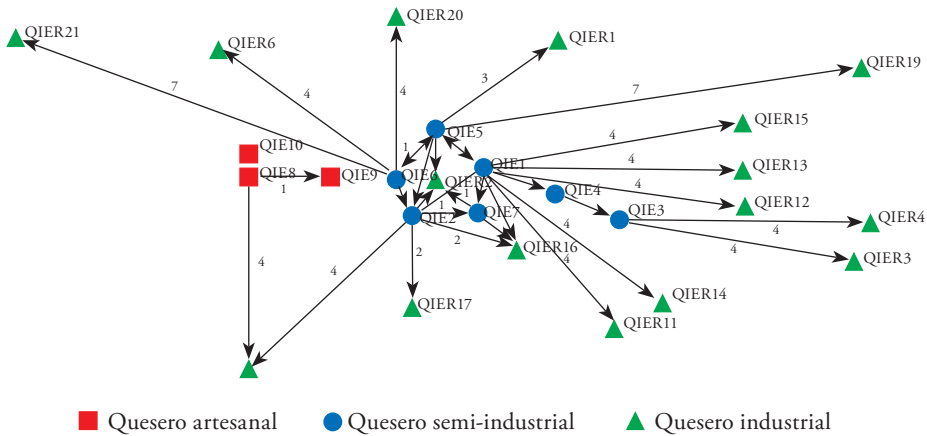 QIER20
QIER21
QIER6
QIER1
QIER19
3
7
7
4
4
QIER15
QIE5
4
QIE10
1
QIE1
4
QIER13
QIE8
QIE9
QIE6
QIER2
1
4
QIE4
1
1
QIER12
QIE2
QIE7
QIE3
QIER4
4
4
2
2
QIER16
4
4
QIER3
4
4
QIER14
QIER17
QIER11
Quesero artesanal
Quesero semi-industrial
Quesero industrial